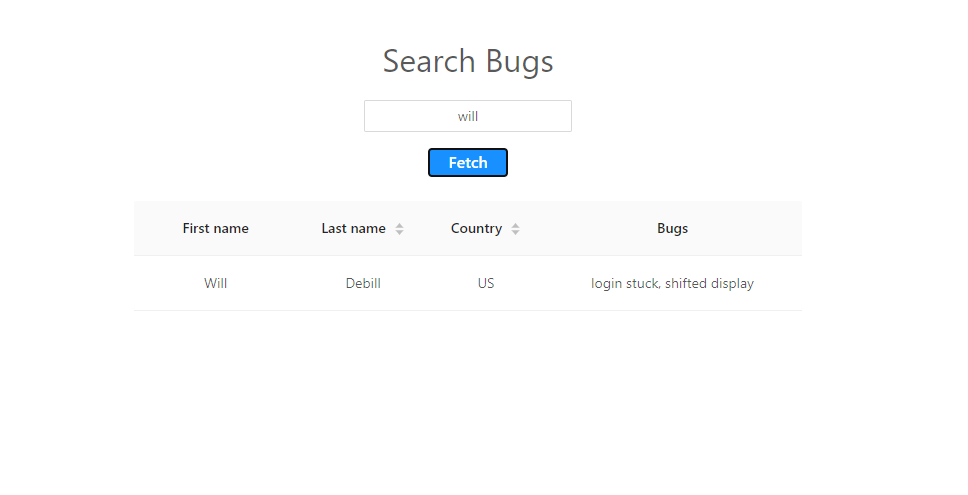 Search Bugs
will
Fetch
First name Last name Country Bugs
Will Debill US login stuck, shifted display